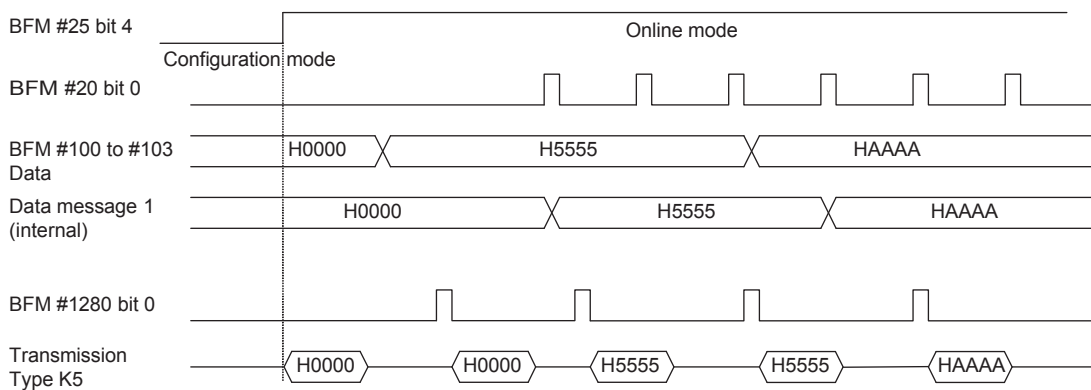 BFM #25 bit 4
Online mode
Configuration mode
BFM #20 bit 0
BFM #100 to #103
Data
H0000 H5555 HAAAA
Data message 1
(internal)
H0000 H5555 HAAAA
BFM #1280 bit 0
Transmission
Type K5
H0000 H0000 H5555 H5555 HAAAA